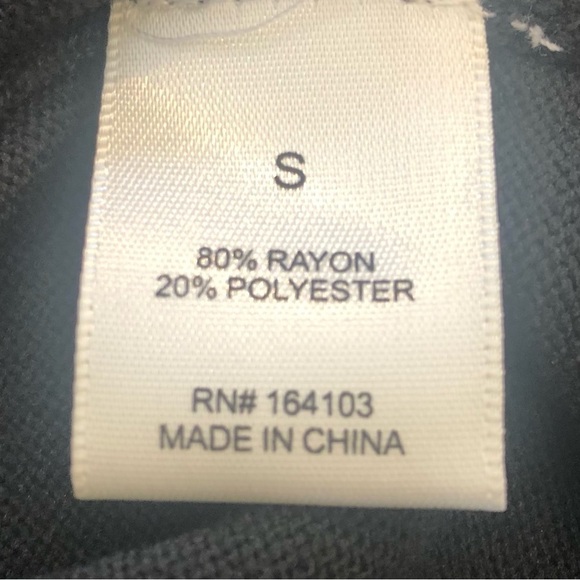 S
80% RAYON
20% POLYESTER
RN# 164103
MADE IN CHINA